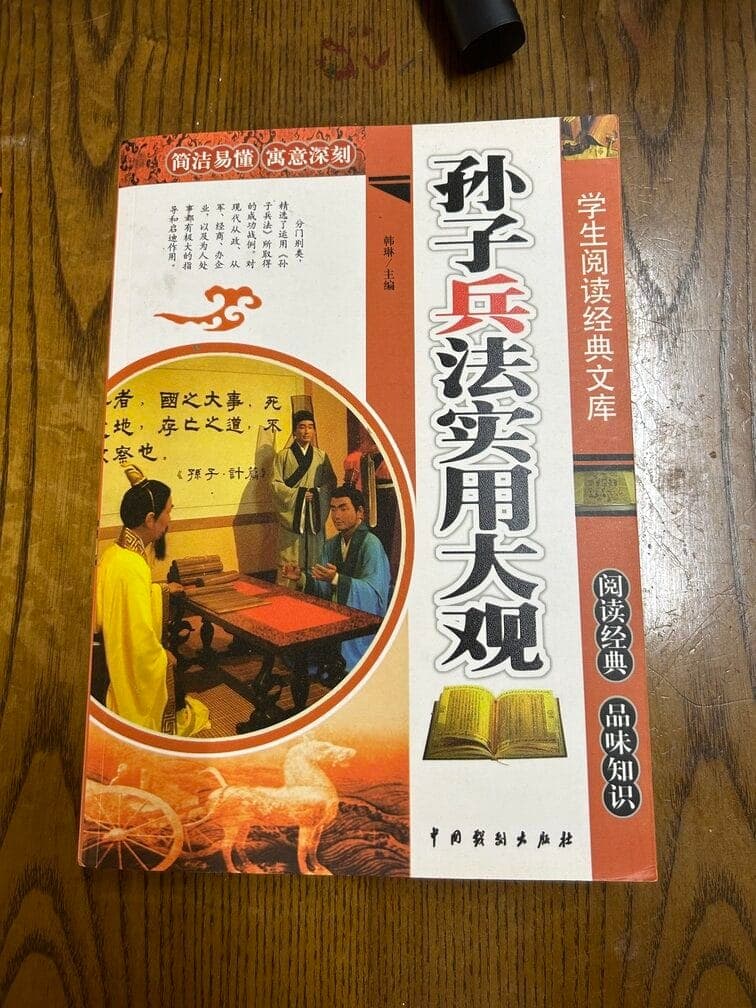 简洁易懂 寓意深刻
分门别类，
精选了运用《孙
子兵法》所取得
的成功战例。对
现代从政、从
军、经商、办企
业，以及为人处
事都有极大的指
导和启迪作用。
韩琳／主编
孙子兵法实用大观
学生阅读经典文库
者，國之大事，死
地，存亡之道，不
察也。
《孫子·計篇》
阅读经典
品味知识
中国戏剧出版社